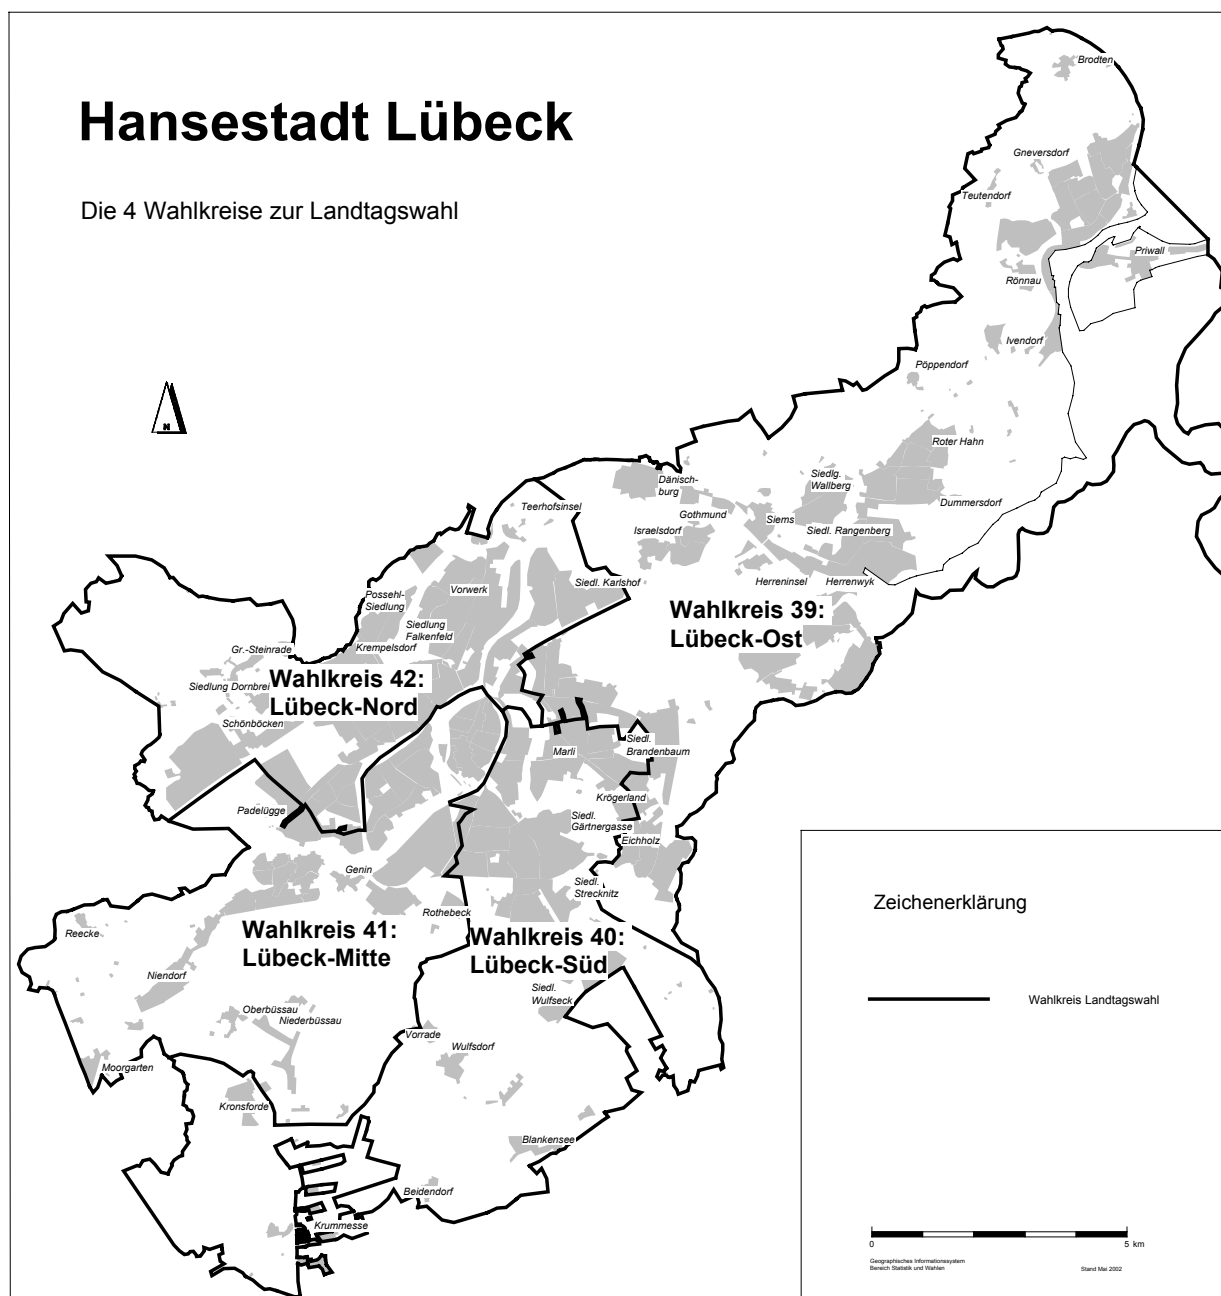 Hansestadt Lübeck
Die 4 Wahlkreise zur Landtagswahl
Brodten
Gneversdorf
Teutendorf
Priwall
Rönnau
Ivendorf
Pöppendorf
N
Roter Hahn
Dänisch-
burg
Siedlg.
Wallberg
Dummersdorf
Teerhofsinsel
Gothmund
Siems
Israelsdorf
Siedl. Rangenberg
Siedl. Karlshof
Herreninsel
Herrenwyk
Possehl-
Siedlung
Vorwerk
Wahlkreis 39:
Lübeck-Ost
Siedlung
Falkenfeld
Krempelsdorf
Gr.-Steinrade
Siedlung Dornbrei
Wahlkreis 42:
Lübeck-Nord
Schönböcken
Marli
Siedl.
Brandenbaum
Padelügge
Krögerland
Siedl.
Gärtnergasse
Eichholz
Genin
Siedl.
Strecknitz
Rothebeck
Reecke
Wahlkreis 41:
Lübeck-Mitte
Wahlkreis 40:
Lübeck-Süd
Niendorf
Siedl.
Wulfseck
Oberbüssau
Niederbüssau
Vorrade
Wulfsdorf
Moorgarten
Kronsforde
Blankensee
Beidendorf
Krummesse
Zeichenerklärung
Wahlkreis Landtagswahl
0
5 km
Geographisches Informationssystem
Bereich Statistik und Wahlen
Stand Mai 2002